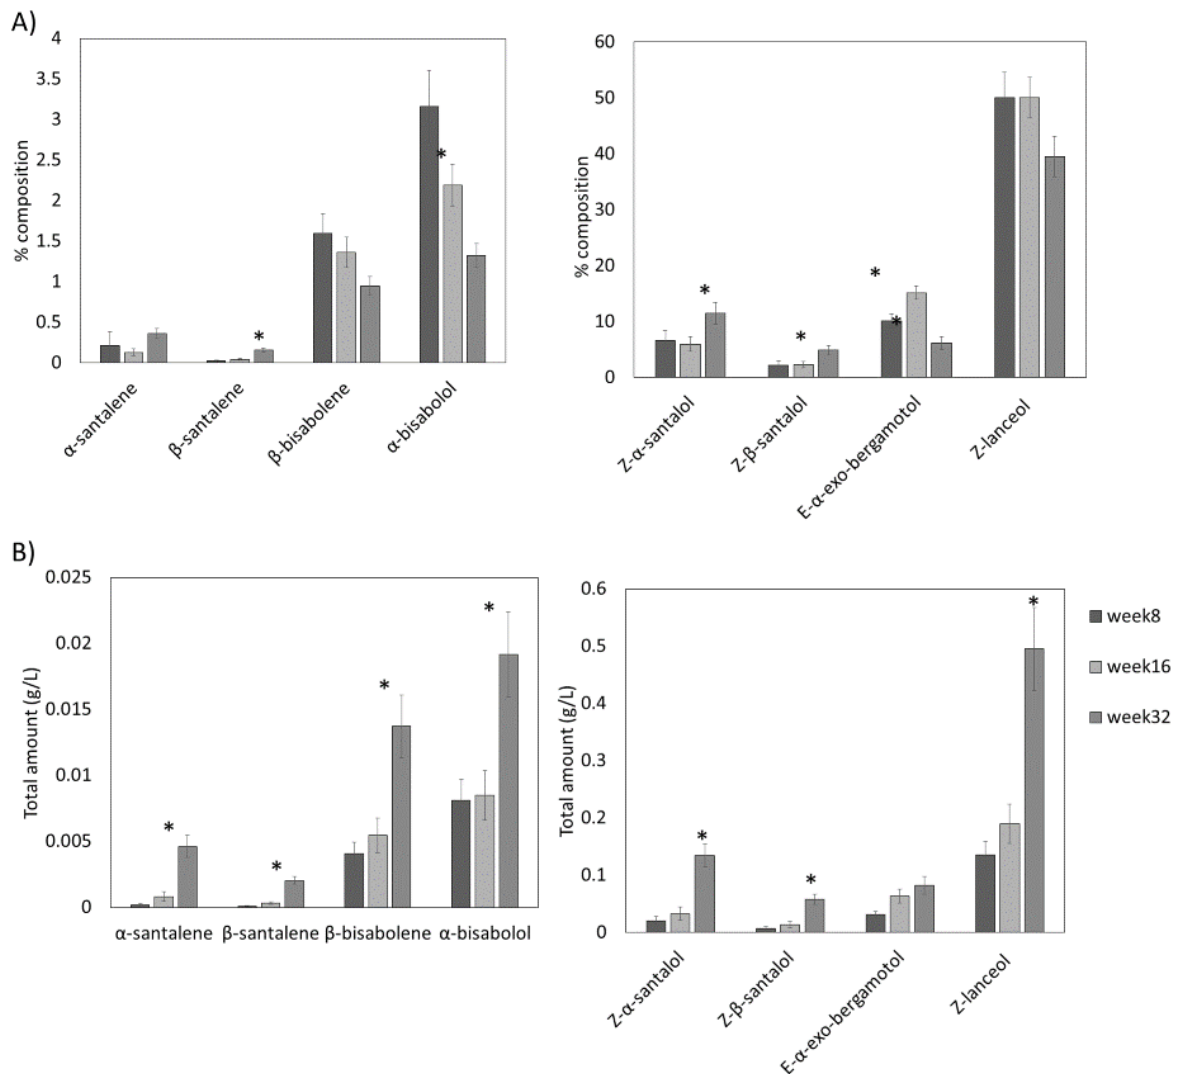 A)
4
3.5
3
2.5
2
1.5
1
0.5
0
% composition
*
*
α-santalene
β-santalene
β-bisabolene
α-bisabolol
60
50
40
30
20
10
0
% composition
*
*
*
*
Z-α-santalol
Z-β-santalol
E-α-exo-bergamotol
Z-lanceol
B)
0.025
0.02
0.015
0.01
0.005
0
Total amount (g/L)
*
*
*
*
α-santalene β-santalene β-bisabolene α-bisabolol
0.6
0.5
0.4
0.3
0.2
0.1
0
Total amount (g/L)
*
*
*
Z-α-santalol
Z-β-santalol
E-α-exo-bergamotol
Z-lanceol
week8
week16
week32